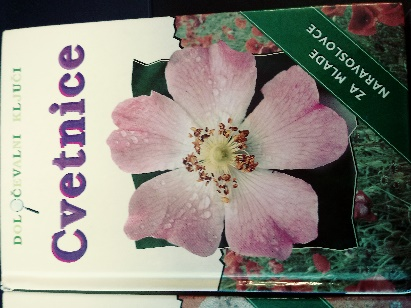 DOLOČEVALNI KLJUČI
Cvetnice
ZA MLADE
NARAVOSLOVCE